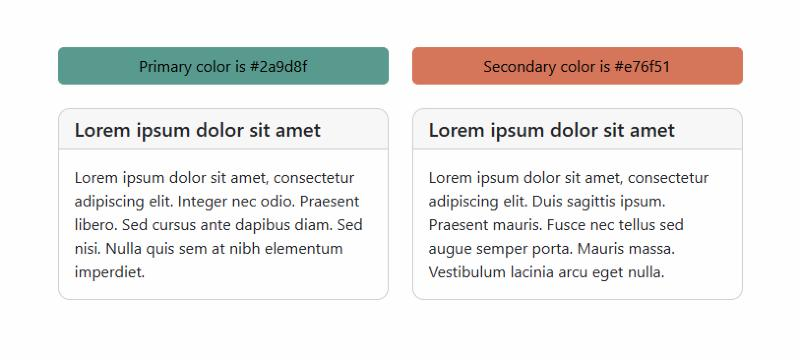 Primary color is #2a9d8f
Secondary color is #e76f51
Lorem ipsum dolor sit amet
Lorem ipsum dolor sit amet, consectetur
adipiscing elit. Integer nec odio. Praesent
libero. Sed cursus ante dapibus diam. Sed
nisi. Nulla quis sem at nibh elementum
imperdiet.
Lorem ipsum dolor sit amet
Lorem ipsum dolor sit amet, consectetur
adipiscing elit. Duis sagittis ipsum.
Praesent mauris. Fusce nec tellus sed
augue semper porta. Mauris massa.
Vestibulum lacinia arcu eget nulla.